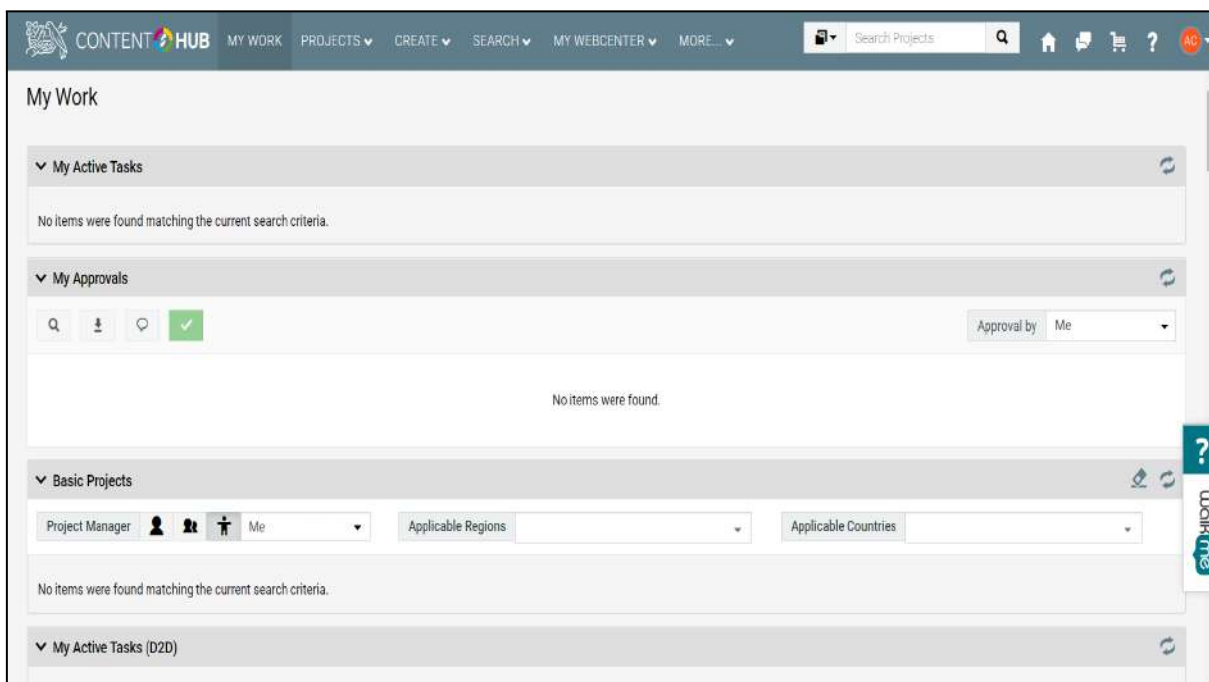 CONTENT HUB MY WORK PROJECTS CREATE SEARCH MY WEBCENTER MORE... Search Projects ? AC
My Work
My Active Tasks
No items were found matching the current search criteria.
My Approvals
Approval by Me
No items were found.
?
Basic Projects
Project Manager Me Applicable Regions Applicable Countries
walk me
No items were found matching the current search criteria.
My Active Tasks (D2D)